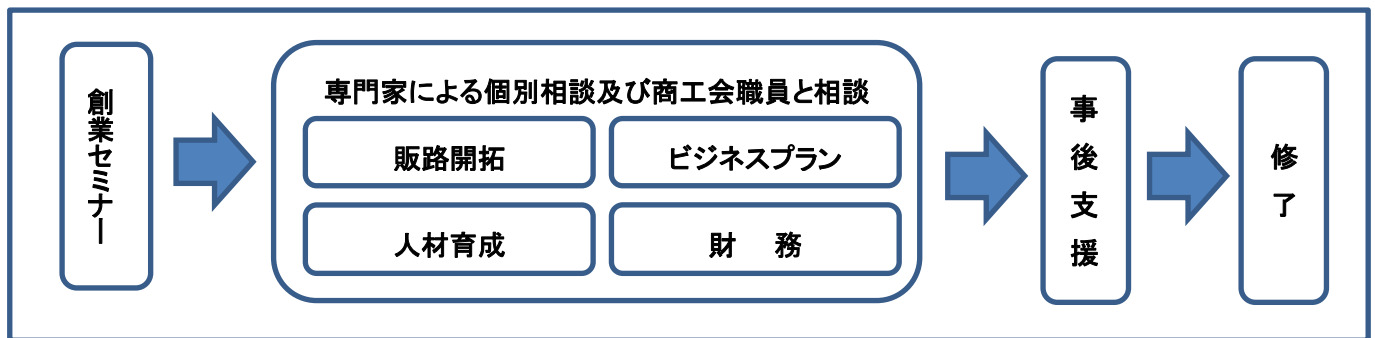 創業セミナー
専門家による個別相談及び商工会職員と相談
販路開拓
ビジネスプラン
人材育成
財　務
事後支援
修了